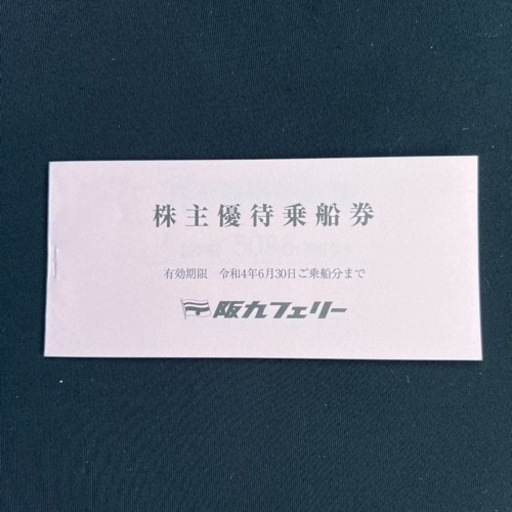 株主優待乗船券
有効期限 令和4年6月30日ご乗船分まで
阪九フェリー